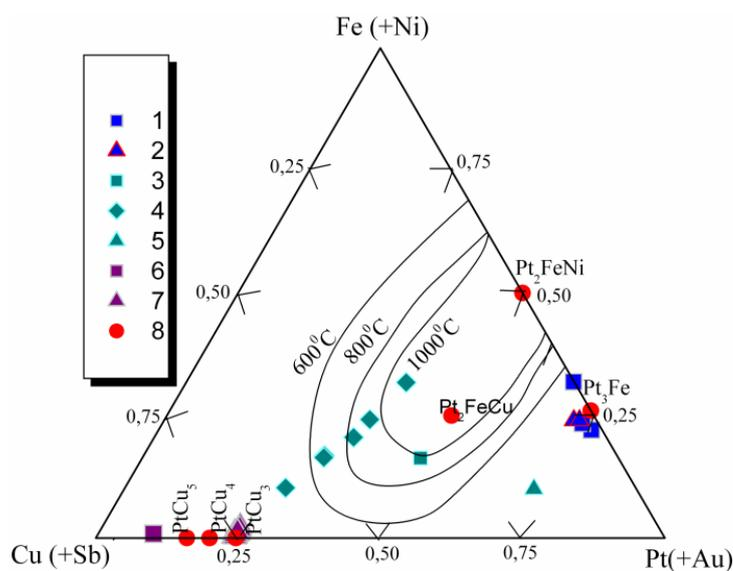 Fe (+Ni)
1
2
3
4
5
6
7
8
0,25
0,75
Pt₂FeNi
0,50
0,50
600⁰C
800⁰C
1000⁰C
Pt₃Fe
Pt₂FeCu
0,25
0,75
PtCu₅
PtCu₄
PtCu₃
Cu (+Sb)
0,25
0,50
0,75
Pt(+Au)